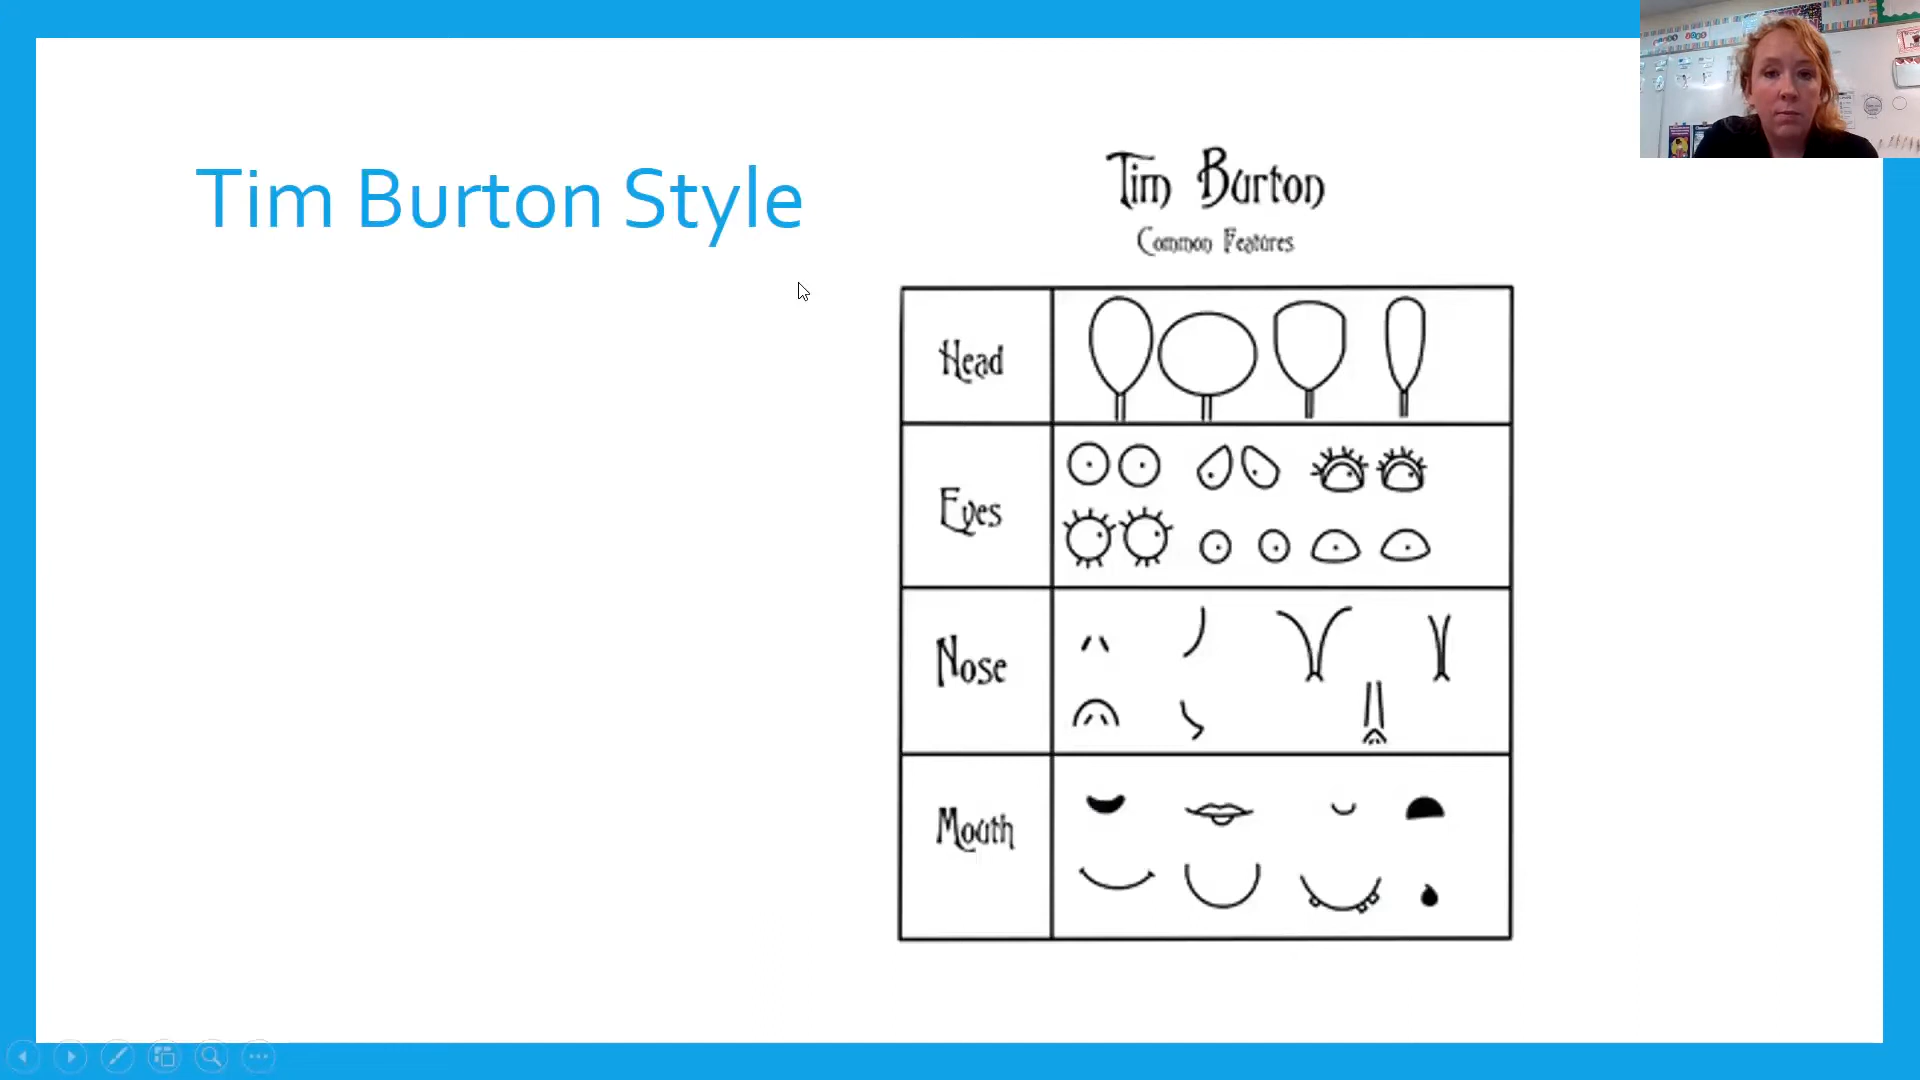 Tim Burton Style
Tim Burton
Common Features
Head
Eyes
Nose
Mouth